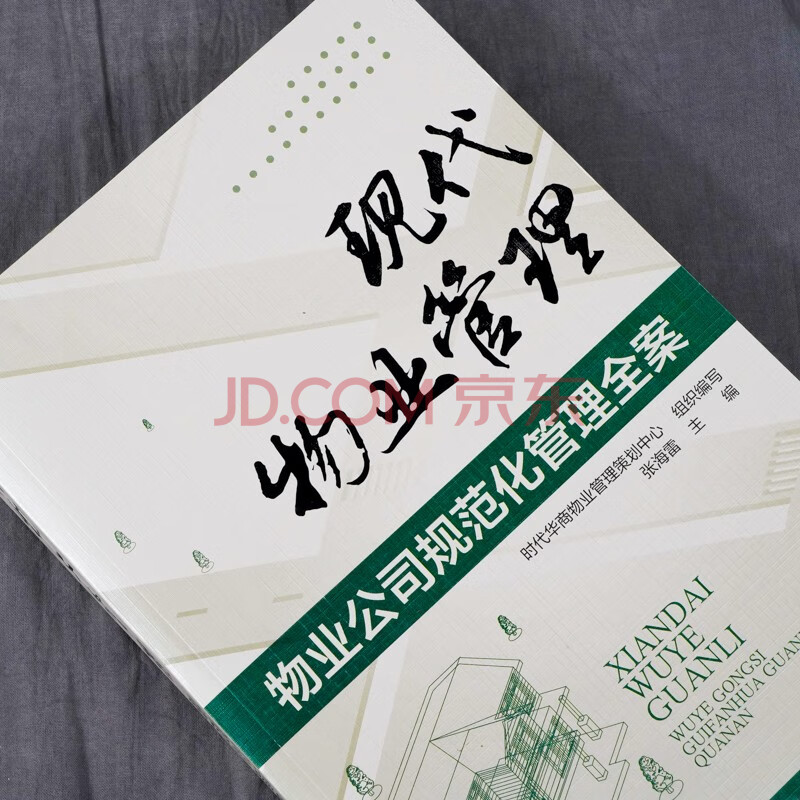 现代
物业管理
JD.COM 京东
物业公司规范化管理全案
时代华商物业管理策划中心 组织编写
张海雷 主 编
XIANDAI
WUYE
GUANLI
WUYE GONGSI
GUIFANHUA GUANLI
QUANAN